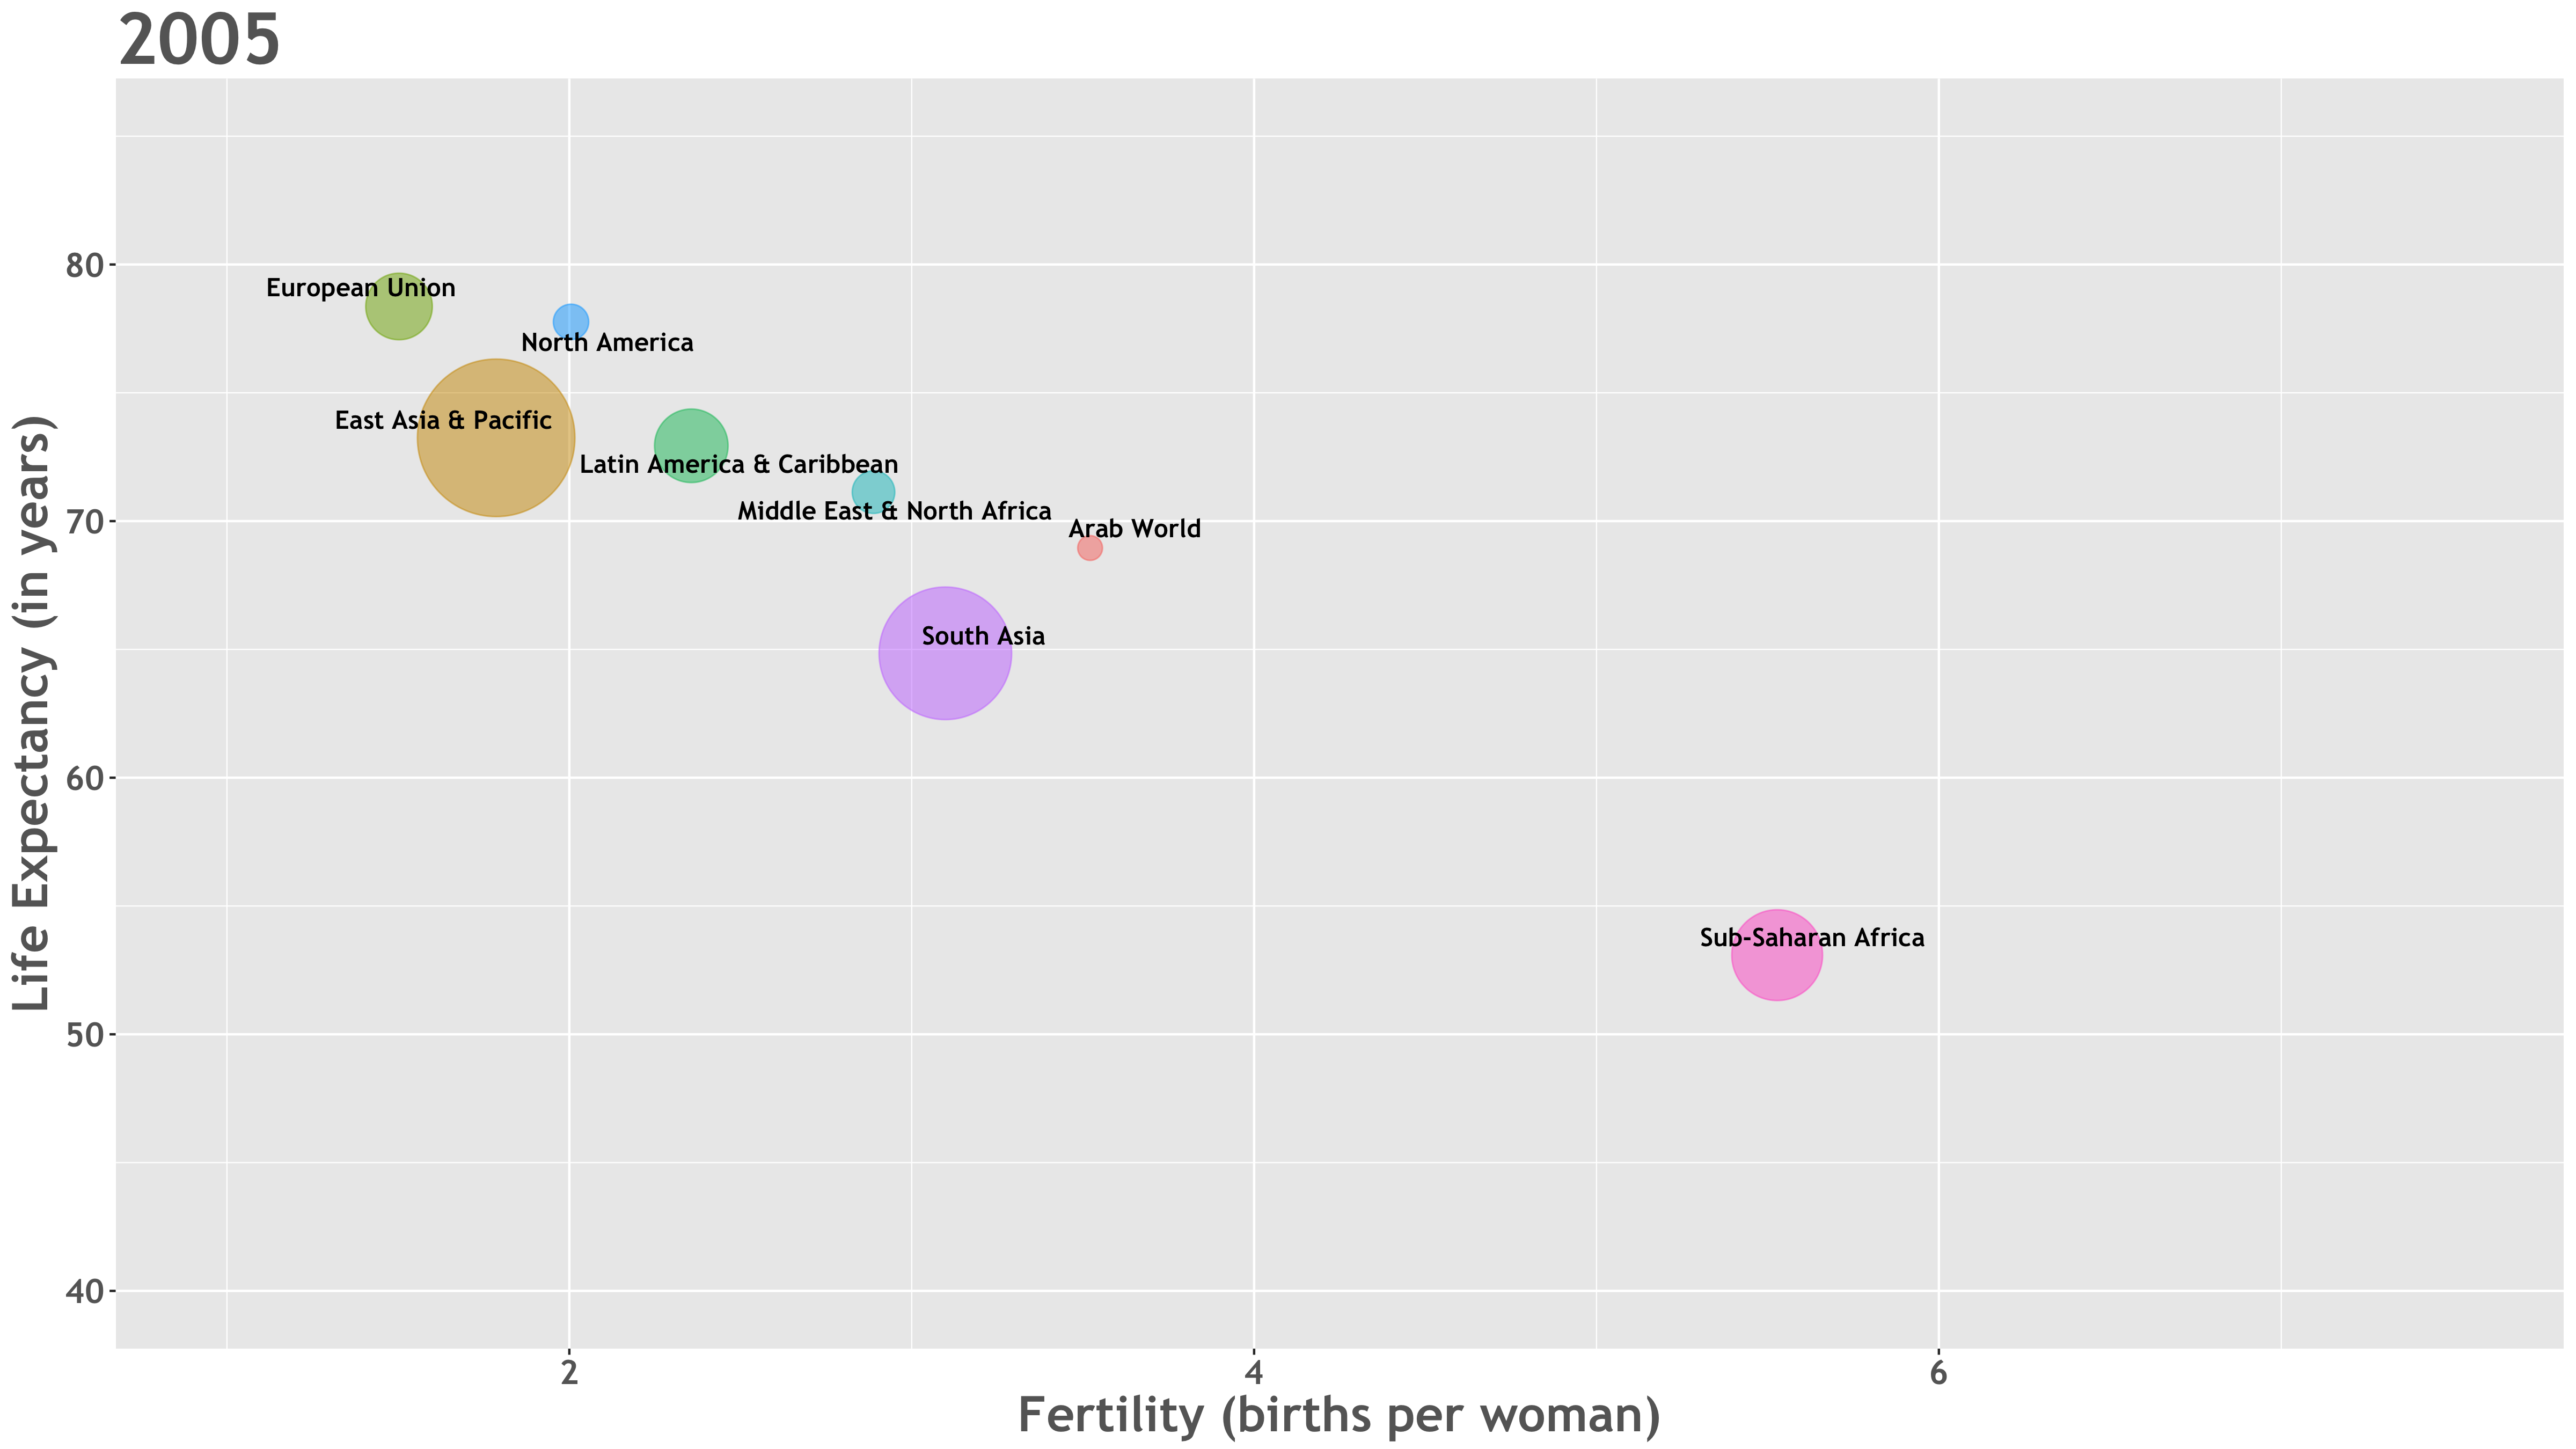 2005
80
European Union
North America
East Asia & Pacific
Latin America & Caribbean
70
Middle East & North Africa
Arab World
South Asia
60
Sub-Saharan Africa
50
40
Life Expectancy (in years)
2 4 6
Fertility (births per woman)